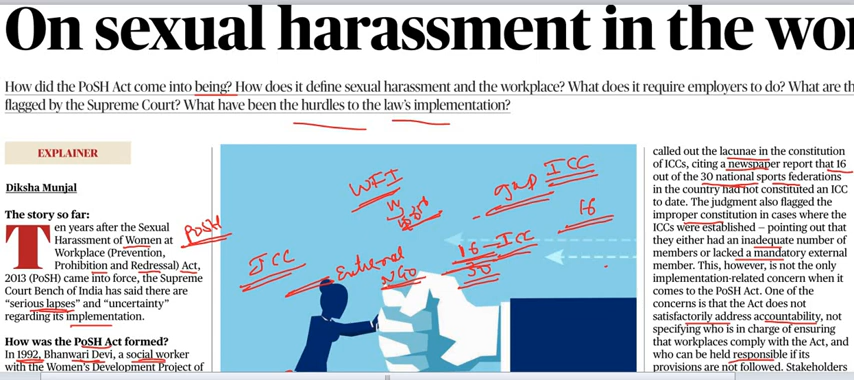 On sexual harassment in the wo
How did the PoSH Act come into being? How does it define sexual harassment and the workplace? What does it require employers to do? What are th
flagged by the Supreme Court? What have been the hurdles to the law's implementation?
EXPLAINER
Diksha Munjal
The story so far:
Ten years after the Sexual
Harassment of Women at
Workplace (Prevention,
Prohibition and Redressal) Act,
2013 (PoSH) came into force, the Supreme
Court Bench of India has said there are
"serious lapses" and "uncertainty"
regarding its implementation.
How was the PoSH Act formed?
In 1992, Bhanwari Devi, a social worker
with the Women's Development Project of
PoSH
ICC
WFI
External
NGO
gap ICC
16
16 - ICC
30
called out the lacunae in the constitution
of ICCs, citing a newspaper report that 16
out of the 30 national sports federations
in the country had not constituted an ICC
to date. The judgment also flagged the
improper constitution in cases where the
ICCs were established – pointing out that
they either had an inadequate number of
members or lacked a mandatory external
member. This, however, is not the only
implementation-related concern when it
comes to the PoSH Act. One of the
concerns is that the Act does not
satisfactorily address accountability, not
specifying who is in charge of ensuring
that workplaces comply with the Act, and
who can be held responsible if its
provisions are not followed. Stakeholders